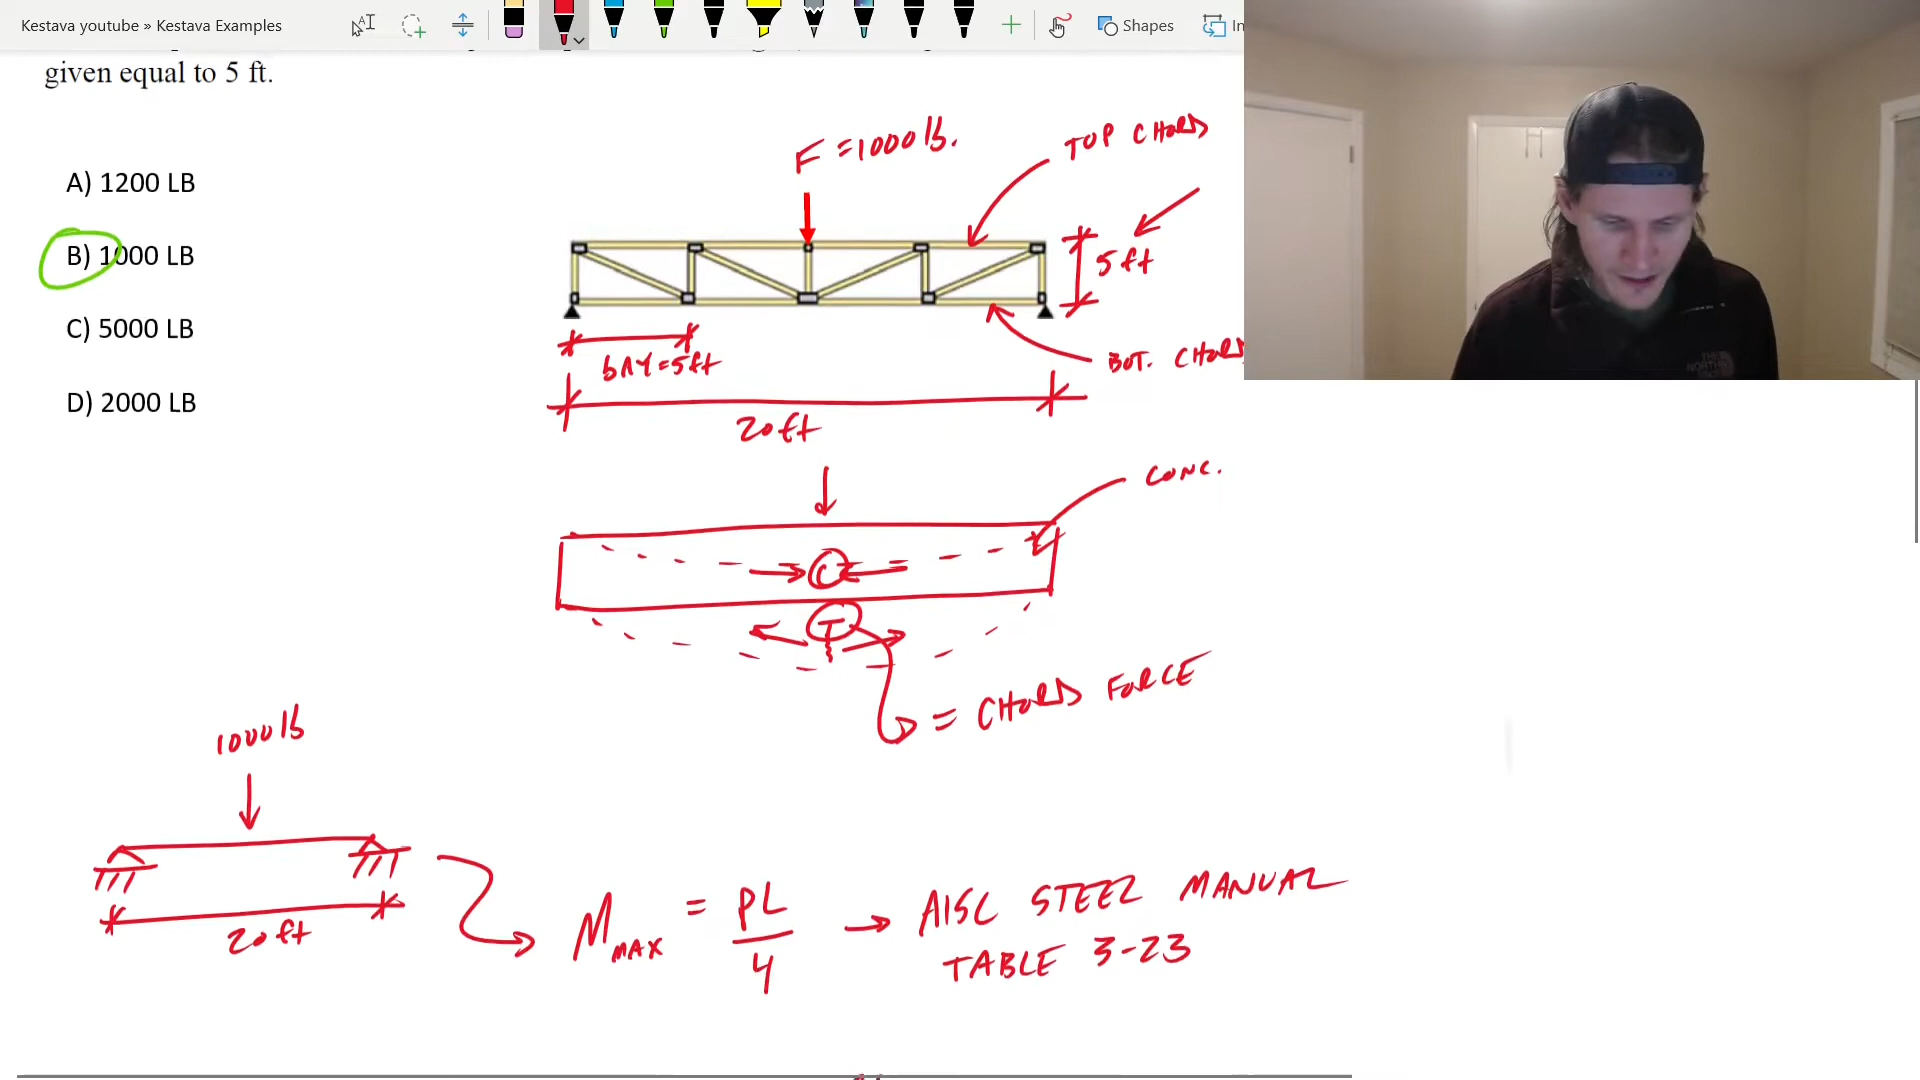 Kestava youtube » Kestava Examples
Shapes
In
given equal to 5 ft.
A) 1200 LB
B) 1000 LB
C) 5000 LB
D) 2000 LB
F = 1000 lb.
TOP CHORD
5 ft
BAY = 5 ft
BOT. CHORD
20 ft
CONC.
C
T
= CHORD FORCE
1000 lb
20 ft
M MAX = PL / 4 → AISC STEEL MANUAL
TABLE 3-23